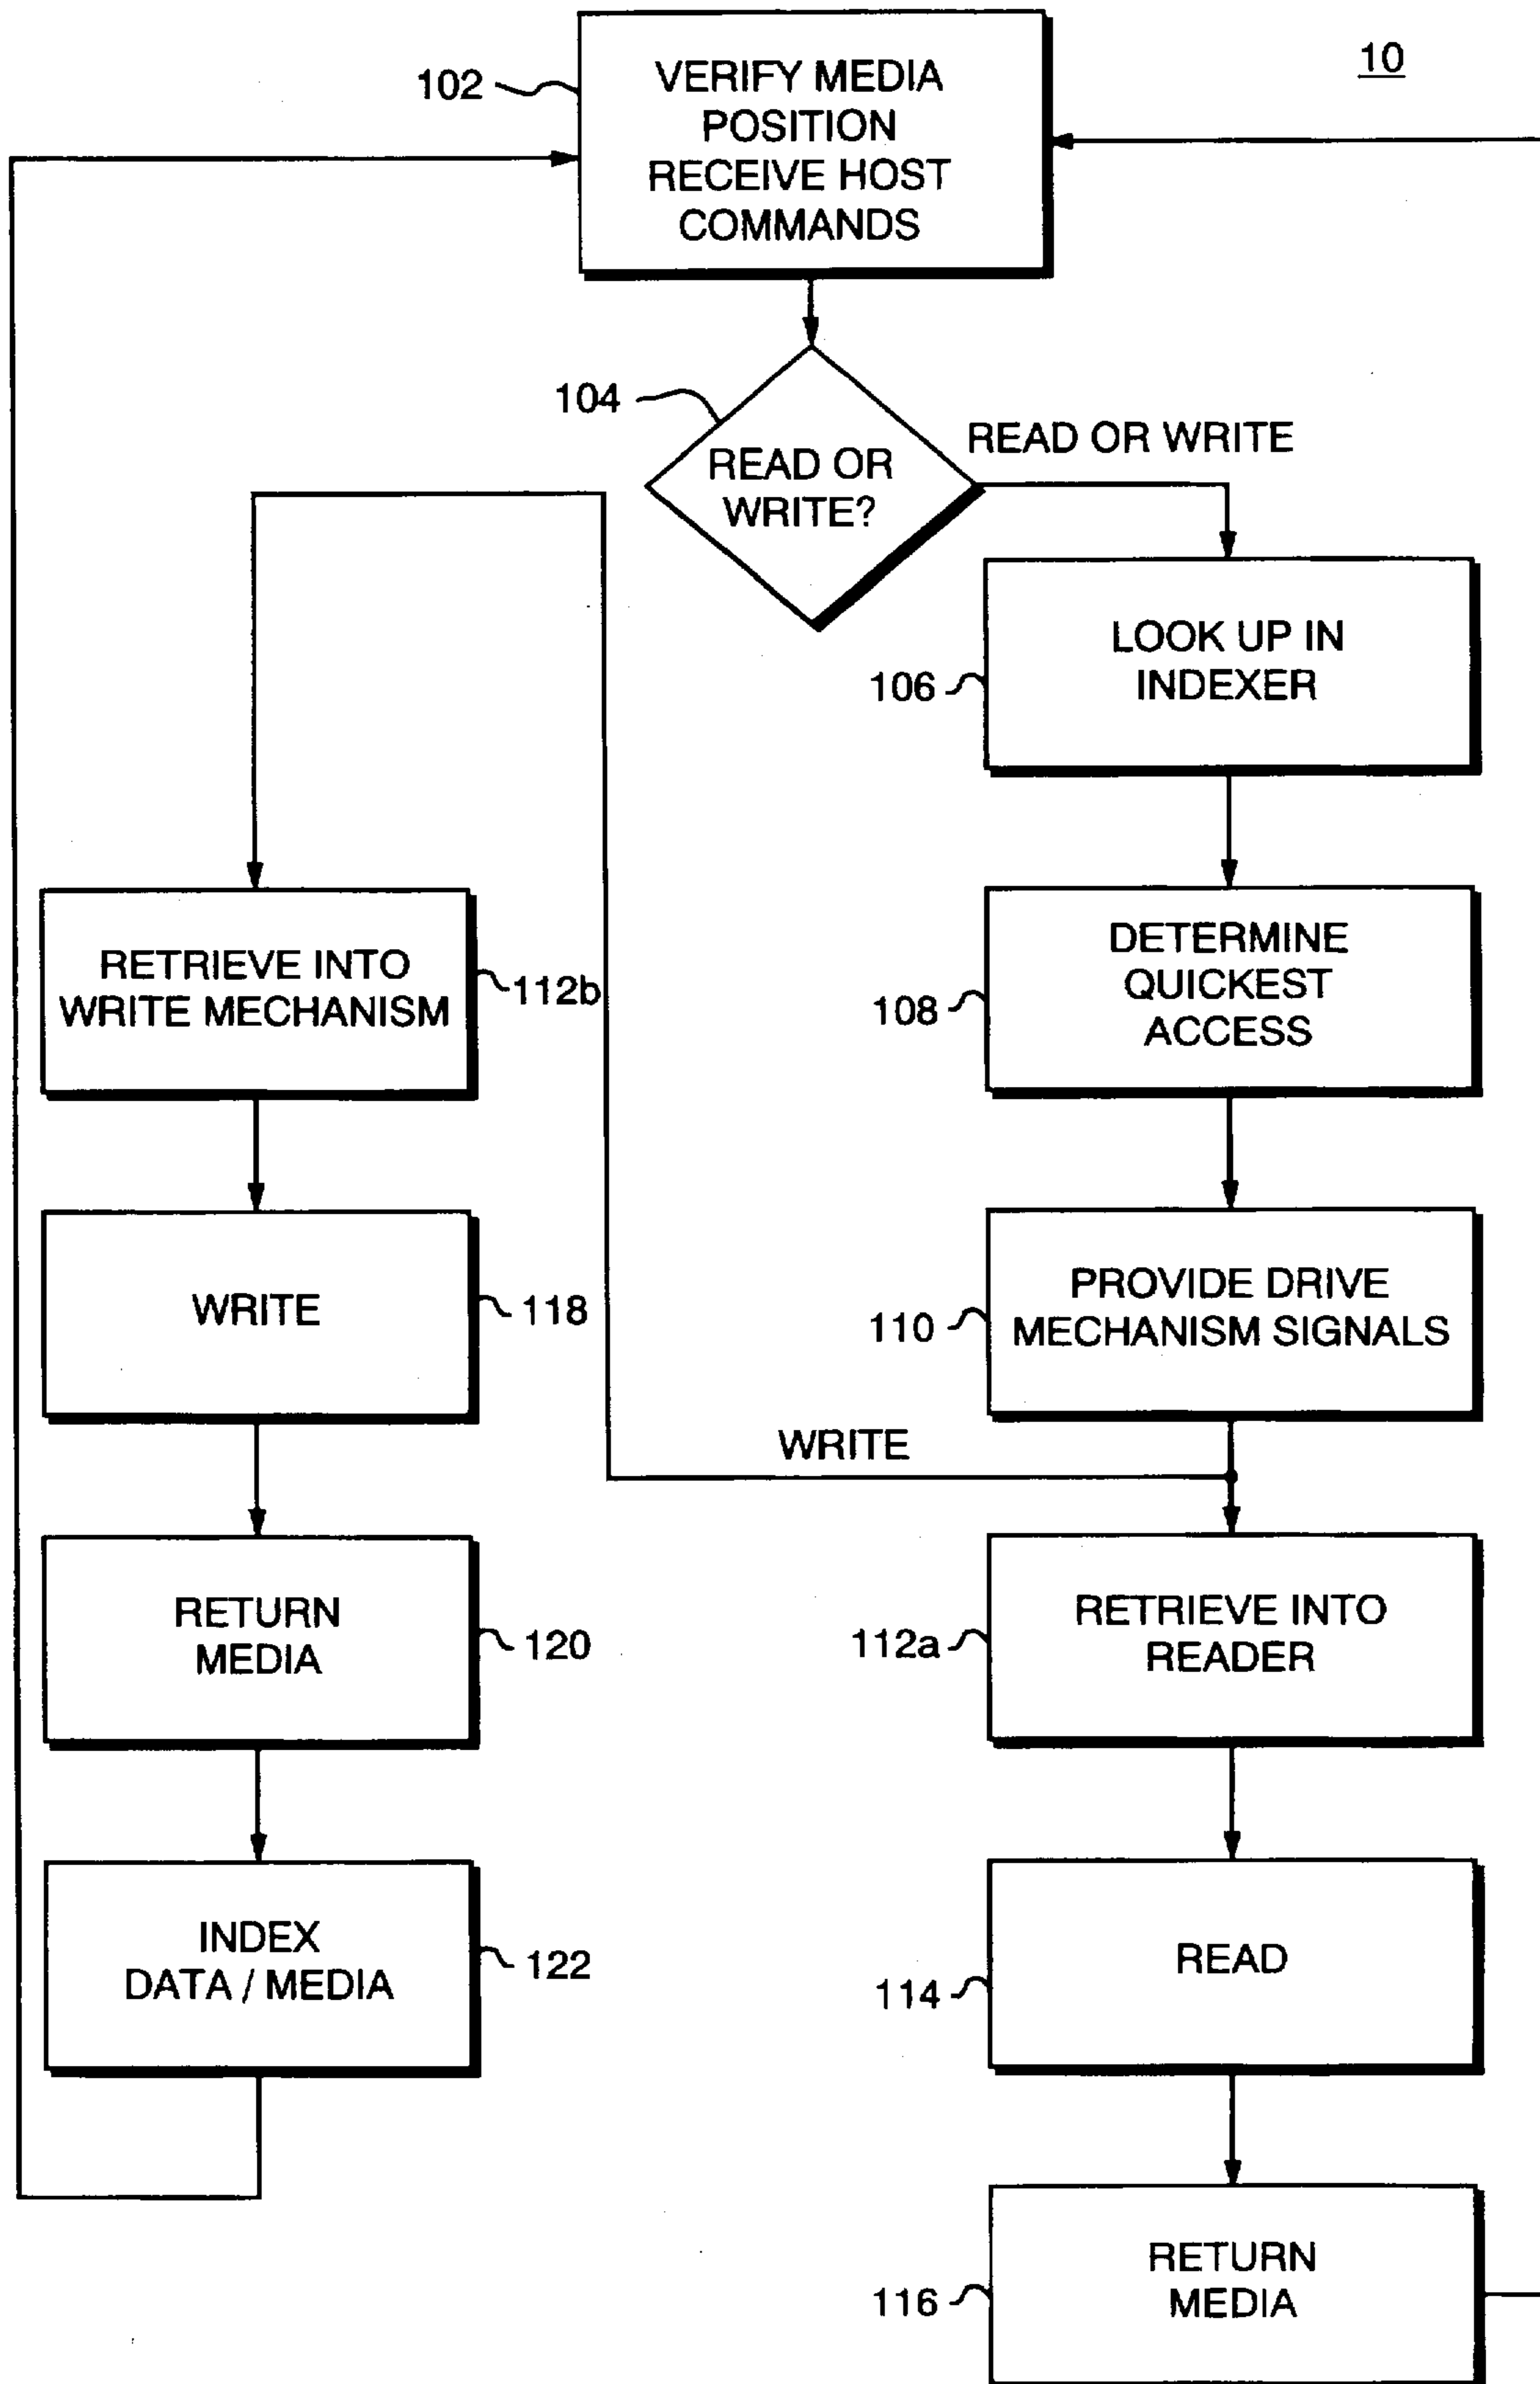 10
102
VERIFY MEDIA
POSITION
RECEIVE HOST
COMMANDS
104
READ OR
WRITE?
READ OR WRITE
106
LOOK UP IN
INDEXER
108
DETERMINE
QUICKEST
ACCESS
110
PROVIDE DRIVE
MECHANISM SIGNALS
WRITE
112a
RETRIEVE INTO
READER
114
READ
116
RETURN
MEDIA
RETRIEVE INTO
WRITE MECHANISM
112b
WRITE
118
RETURN
MEDIA
120
INDEX
DATA / MEDIA
122